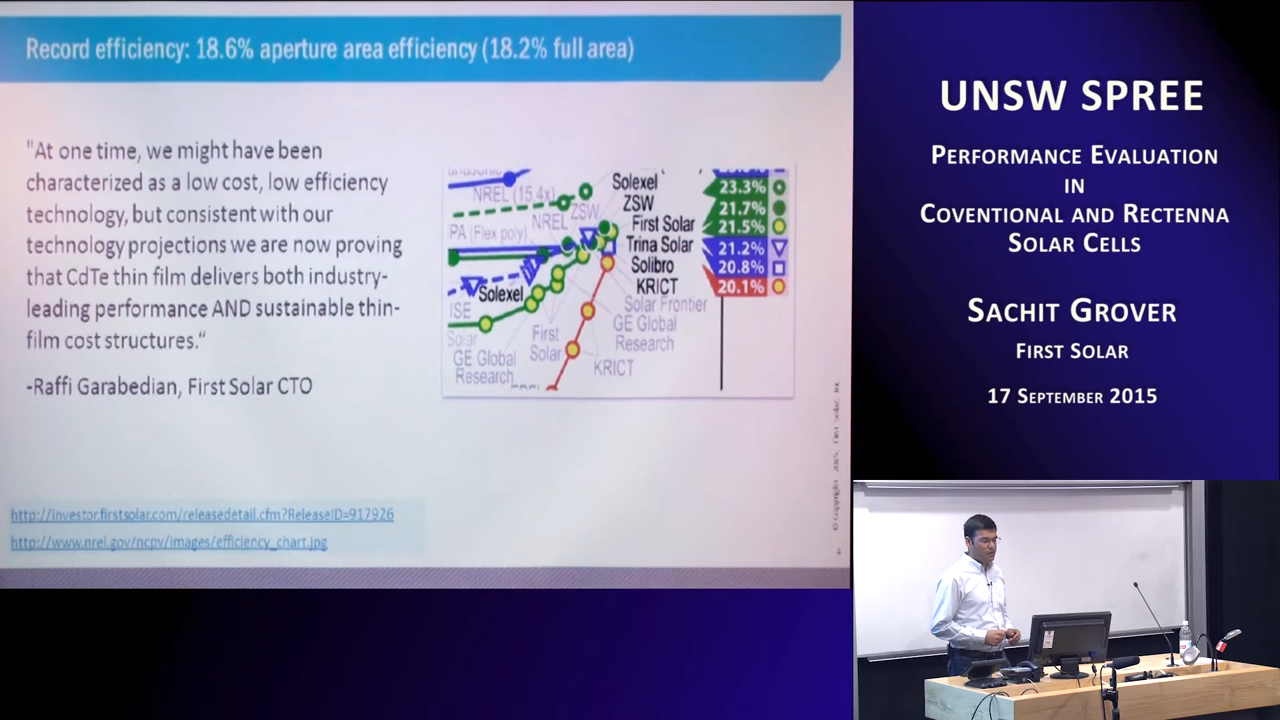 Record efficiency: 18.6% aperture area efficiency (18.2% full area)
"At one time, we might have been
characterized as a low cost, low efficiency
technology, but consistent with our
technology projections we are now proving
that CdTe thin film delivers both industry-
leading performance AND sustainable thin-
film cost structures."
-Raffi Garabedian, First Solar CTO
NREL (15.4x)
ZSW
NREL
PA (Flex poly)
Solexel
ISE
Solar
GE Global
Research
First
Solar
Solexel
ZSW
First Solar
Trina Solar
Solibro
KRICT
Solar Frontier
GE Global
Research
KRICT
23.3%
21.7%
21.5%
21.2%
20.8%
20.1%
http://investor.firstsolar.com/releasedetail.cfm?ReleaseID=917926
http://www.nrel.gov/ncpv/images/efficiency_chart.jpg
UNSW SPREE
PERFORMANCE EVALUATION
IN
COVENTIONAL AND RECTENNA
SOLAR CELLS
SACHIT GROVER
FIRST SOLAR
17 SEPTEMBER 2015